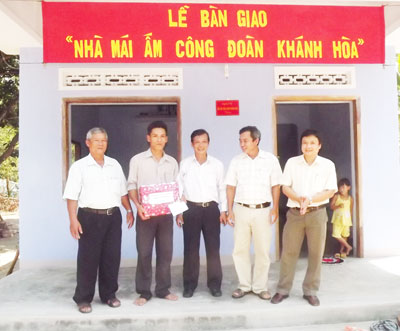 LỄ BÀN GIAO
“NHÀ MÁI ẤM CÔNG ĐOÀN KHÁNH HÒA”